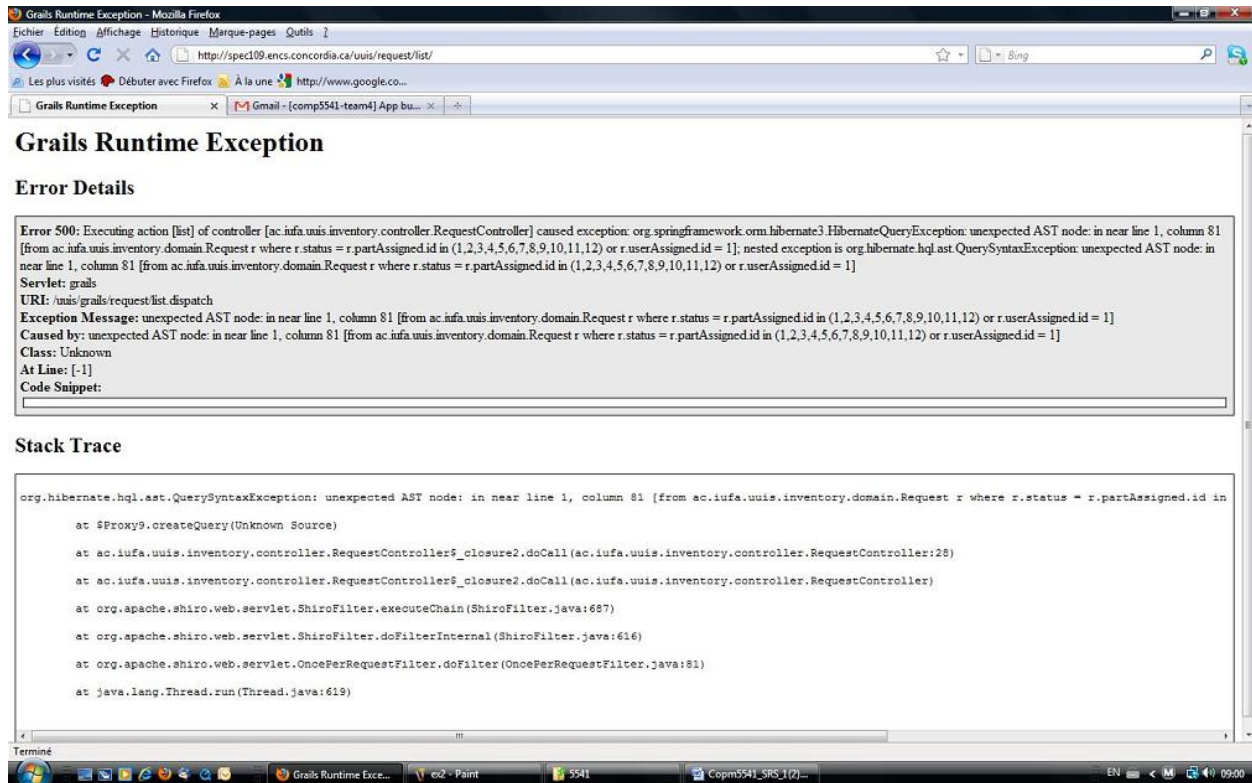 Grails Runtime Exception - Mozilla Firefox
Fichier Édition Affichage Historique Marque-pages Outils ?
http://spec109.encs.concordia.ca/uuis/request/list/
Bing
Les plus visités Débuter avec Firefox À la une http://www.google.co...
Grails Runtime Exception Gmail - [comp5541-team4] App bu...
Grails Runtime Exception
Error Details
Error 500: Executing action [list] of controller [ac.iufa.uuis.inventory.controller.RequestController] caused exception: org.springframework.orm.hibernate3.HibernateQueryException: unexpected AST node: in near line 1, column 81
[from ac.iufa.uuis.inventory.domain.Request r where r.status = r.partAssigned.id in (1,2,3,4,5,6,7,8,9,10,11,12) or r.userAssigned.id = 1]; nested exception is org.hibernate.hql.ast.QuerySyntaxException: unexpected AST node: in
near line 1, column 81 [from ac.iufa.uuis.inventory.domain.Request r where r.status = r.partAssigned.id in (1,2,3,4,5,6,7,8,9,10,11,12) or r.userAssigned.id = 1]
Servlet: grails
URI: /uuis/grails/request/list.dispatch
Exception Message: unexpected AST node: in near line 1, column 81 [from ac.iufa.uuis.inventory.domain.Request r where r.status = r.partAssigned.id in (1,2,3,4,5,6,7,8,9,10,11,12) or r.userAssigned.id = 1]
Caused by: unexpected AST node: in near line 1, column 81 [from ac.iufa.uuis.inventory.domain.Request r where r.status = r.partAssigned.id in (1,2,3,4,5,6,7,8,9,10,11,12) or r.userAssigned.id = 1]
Class: Unknown
At Line: [-1]
Code Snippet:
Stack Trace
org.hibernate.hql.ast.QuerySyntaxException: unexpected AST node: in near line 1, column 81 [from ac.iufa.uuis.inventory.domain.Request r where r.status = r.partAssigned.id in
at $Proxy9.createQuery(Unknown Source)
at ac.iufa.uuis.inventory.controller.RequestController$_closure2.doCall(ac.iufa.uuis.inventory.controller.RequestController:28)
at ac.iufa.uuis.inventory.controller.RequestController$_closure2.doCall(ac.iufa.uuis.inventory.controller.RequestController)
at org.apache.shiro.web.servlet.ShiroFilter.executeChain(ShiroFilter.java:687)
at org.apache.shiro.web.servlet.ShiroFilter.doFilterInternal(ShiroFilter.java:616)
at org.apache.shiro.web.servlet.OncePerRequestFilter.doFilter(OncePerRequestFilter.java:81)
at java.lang.Thread.run(Thread.java:619)
Terminé
Grails Runtime Exce... ex2 - Paint 5541 Copm5541_SRS_1(2)... EN 09:00